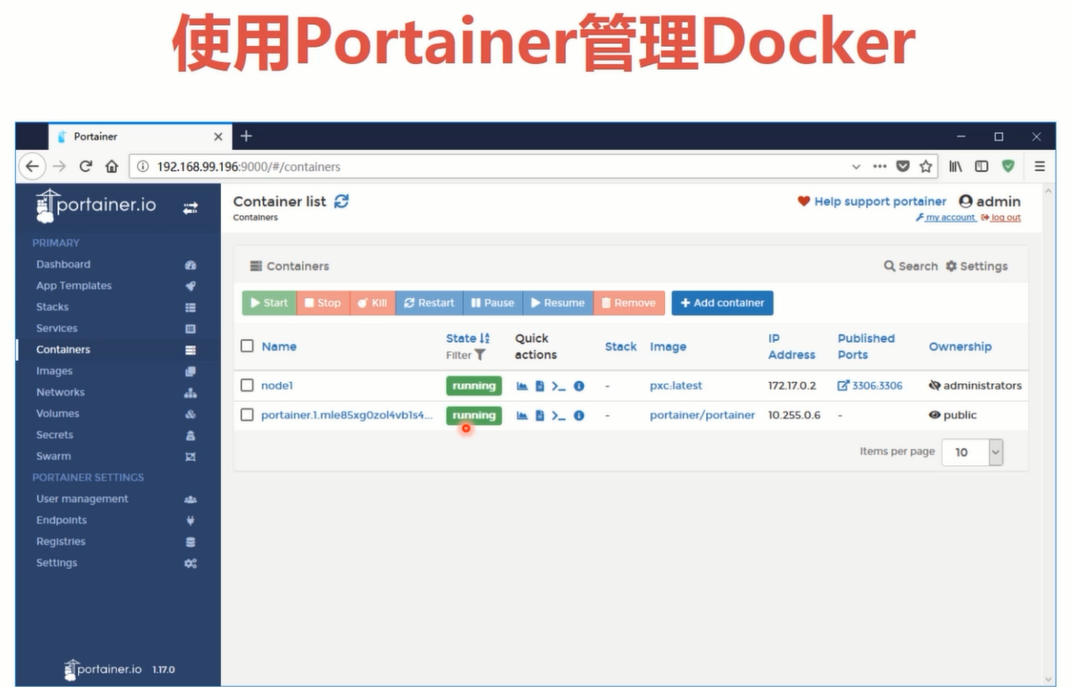 使用Portainer管理Docker
Portainer
192.168.99.196:9000/#/containers
portainer.io
Container list
Help support portainer admin
Containers
my account log out
PRIMARY
Dashboard
App Templates
Stacks
Services
Containers
Images
Networks
Volumes
Secrets
Swarm
PORTAINER SETTINGS
User management
Endpoints
Registries
Settings
portainer.io 1.17.0
Containers
Search Settings
Start Stop Kill Restart Pause Resume Remove Add container
Name State Filter Quick actions Stack Image IP Address Published Ports Ownership
node1 running - pxc:latest 172.17.0.2 3306:3306 administrators
portainer.1.mle85xg0zol4vb1s4... running - portainer/portainer 10.255.0.6 - public
Items per page 10